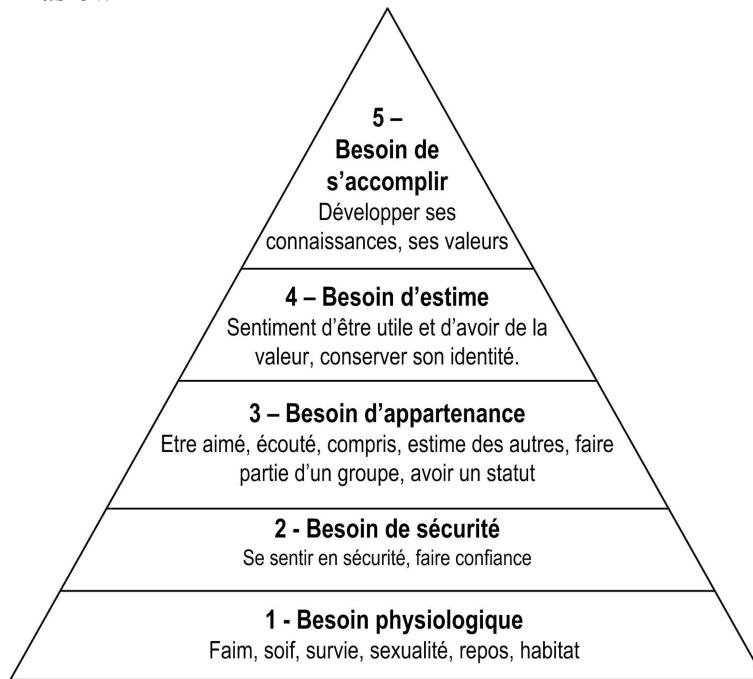 5 –
Besoin de
s’accomplir
Développer ses
connaissances, ses valeurs
4 – Besoin d’estime
Sentiment d’être utile et d’avoir de la
valeur, conserver son identité.
3 – Besoin d’appartenance
Etre aimé, écouté, compris, estime des autres, faire
partie d’un groupe, avoir un statut
2 - Besoin de sécurité
Se sentir en sécurité, faire confiance
1 - Besoin physiologique
Faim, soif, survie, sexualité, repos, habitat